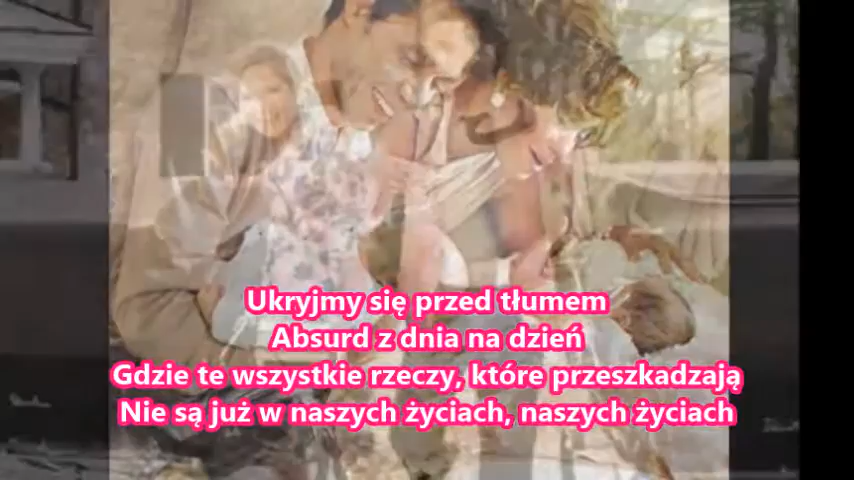 Ukryjmy się przed tłumem
Absurd z dnia na dzień
Gdzie te wszystkie rzeczy, które przeszkadzają
Nie są już w naszych życiach, naszych życiach